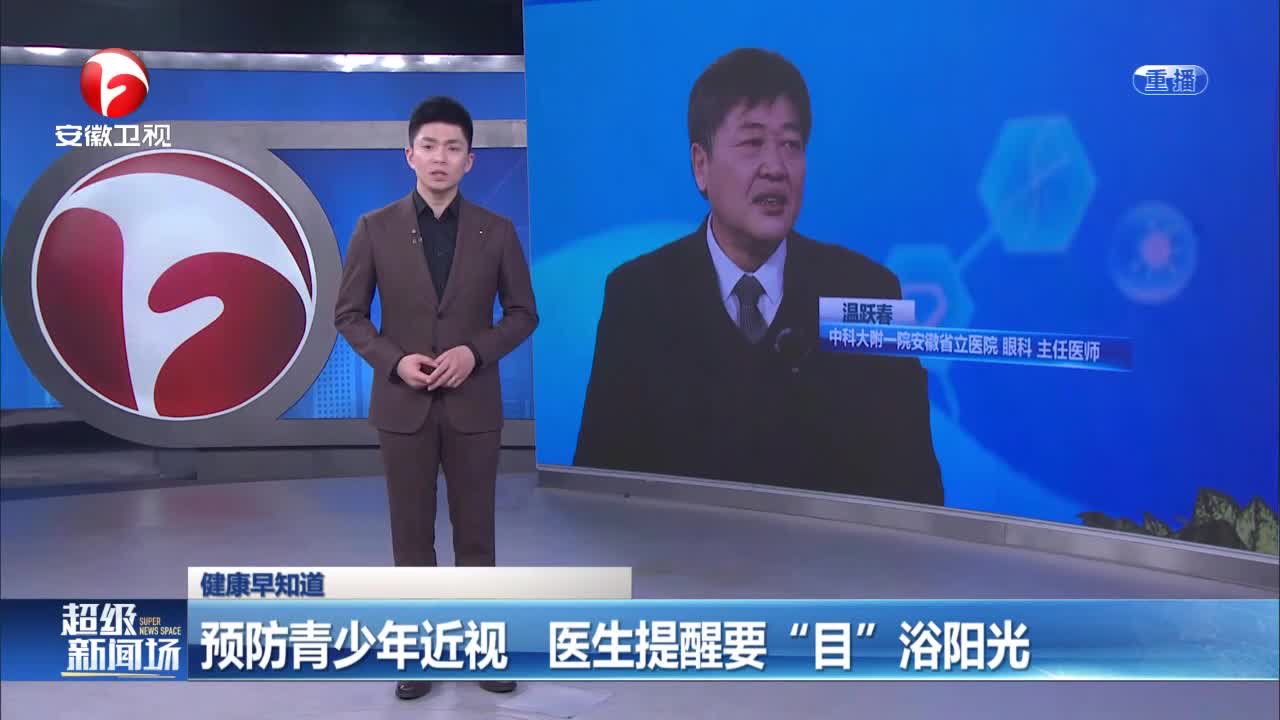 安徽卫视
重播
温跃春
中科大附一院安徽省立医院 眼科 主任医师
健康早知道
超级新闻场
SUPER
NEWS SPACE
预防青少年近视 医生提醒要“目”浴阳光